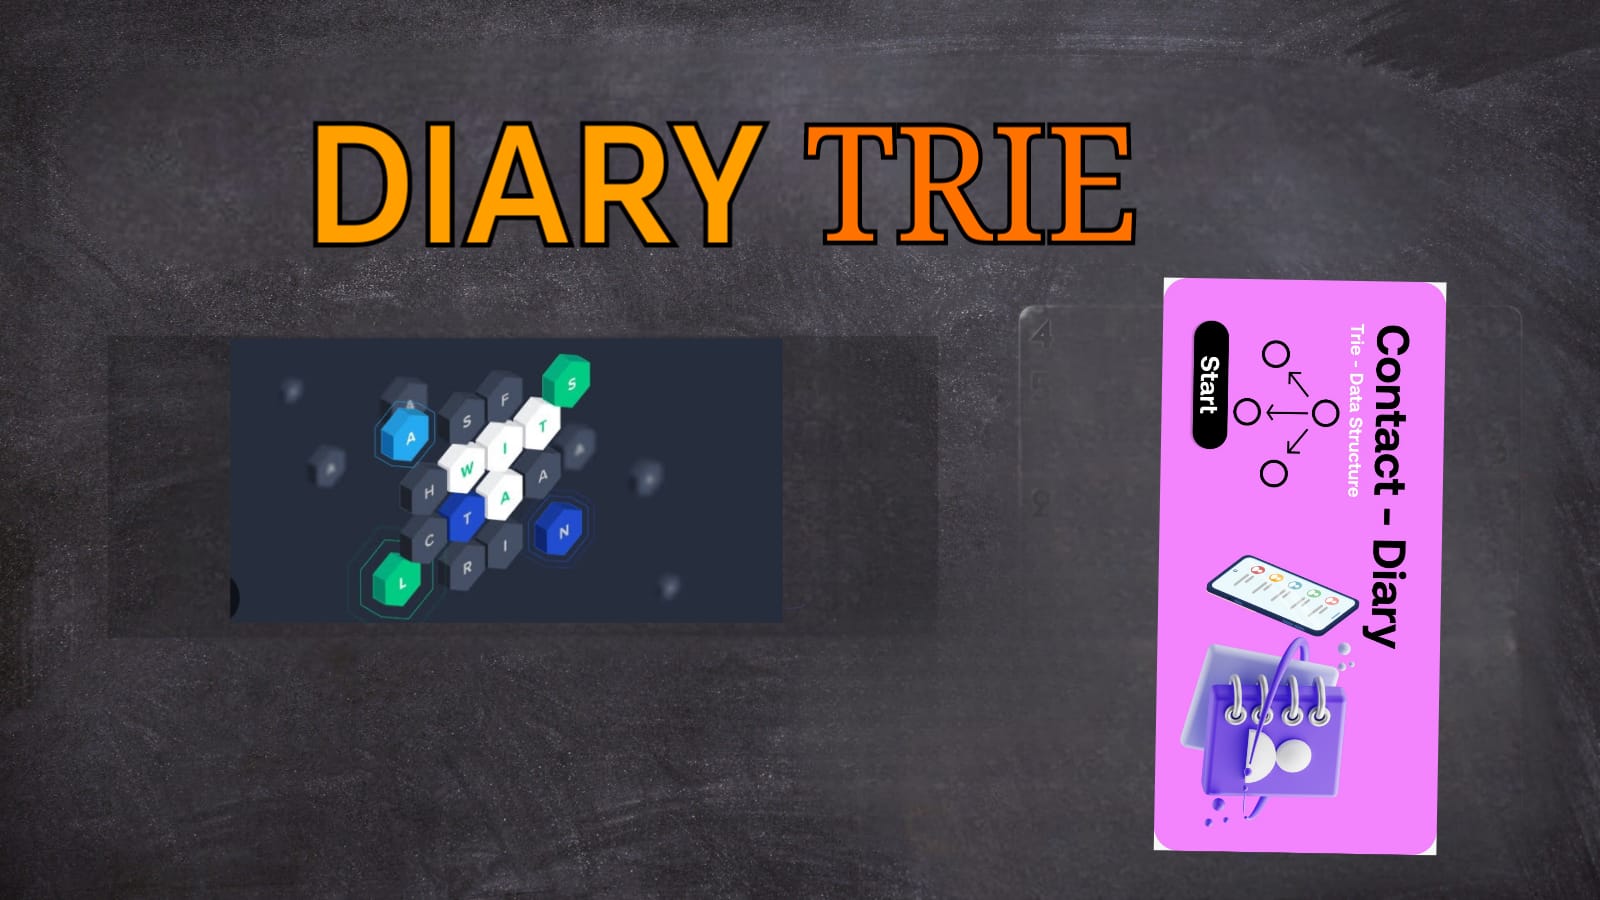 DIARY TRIE
S
F
A
S
T
A
I
A
W
A
H
A
T
N
C
I
R
L
Contact - Diary
Trie - Data Structure
Start